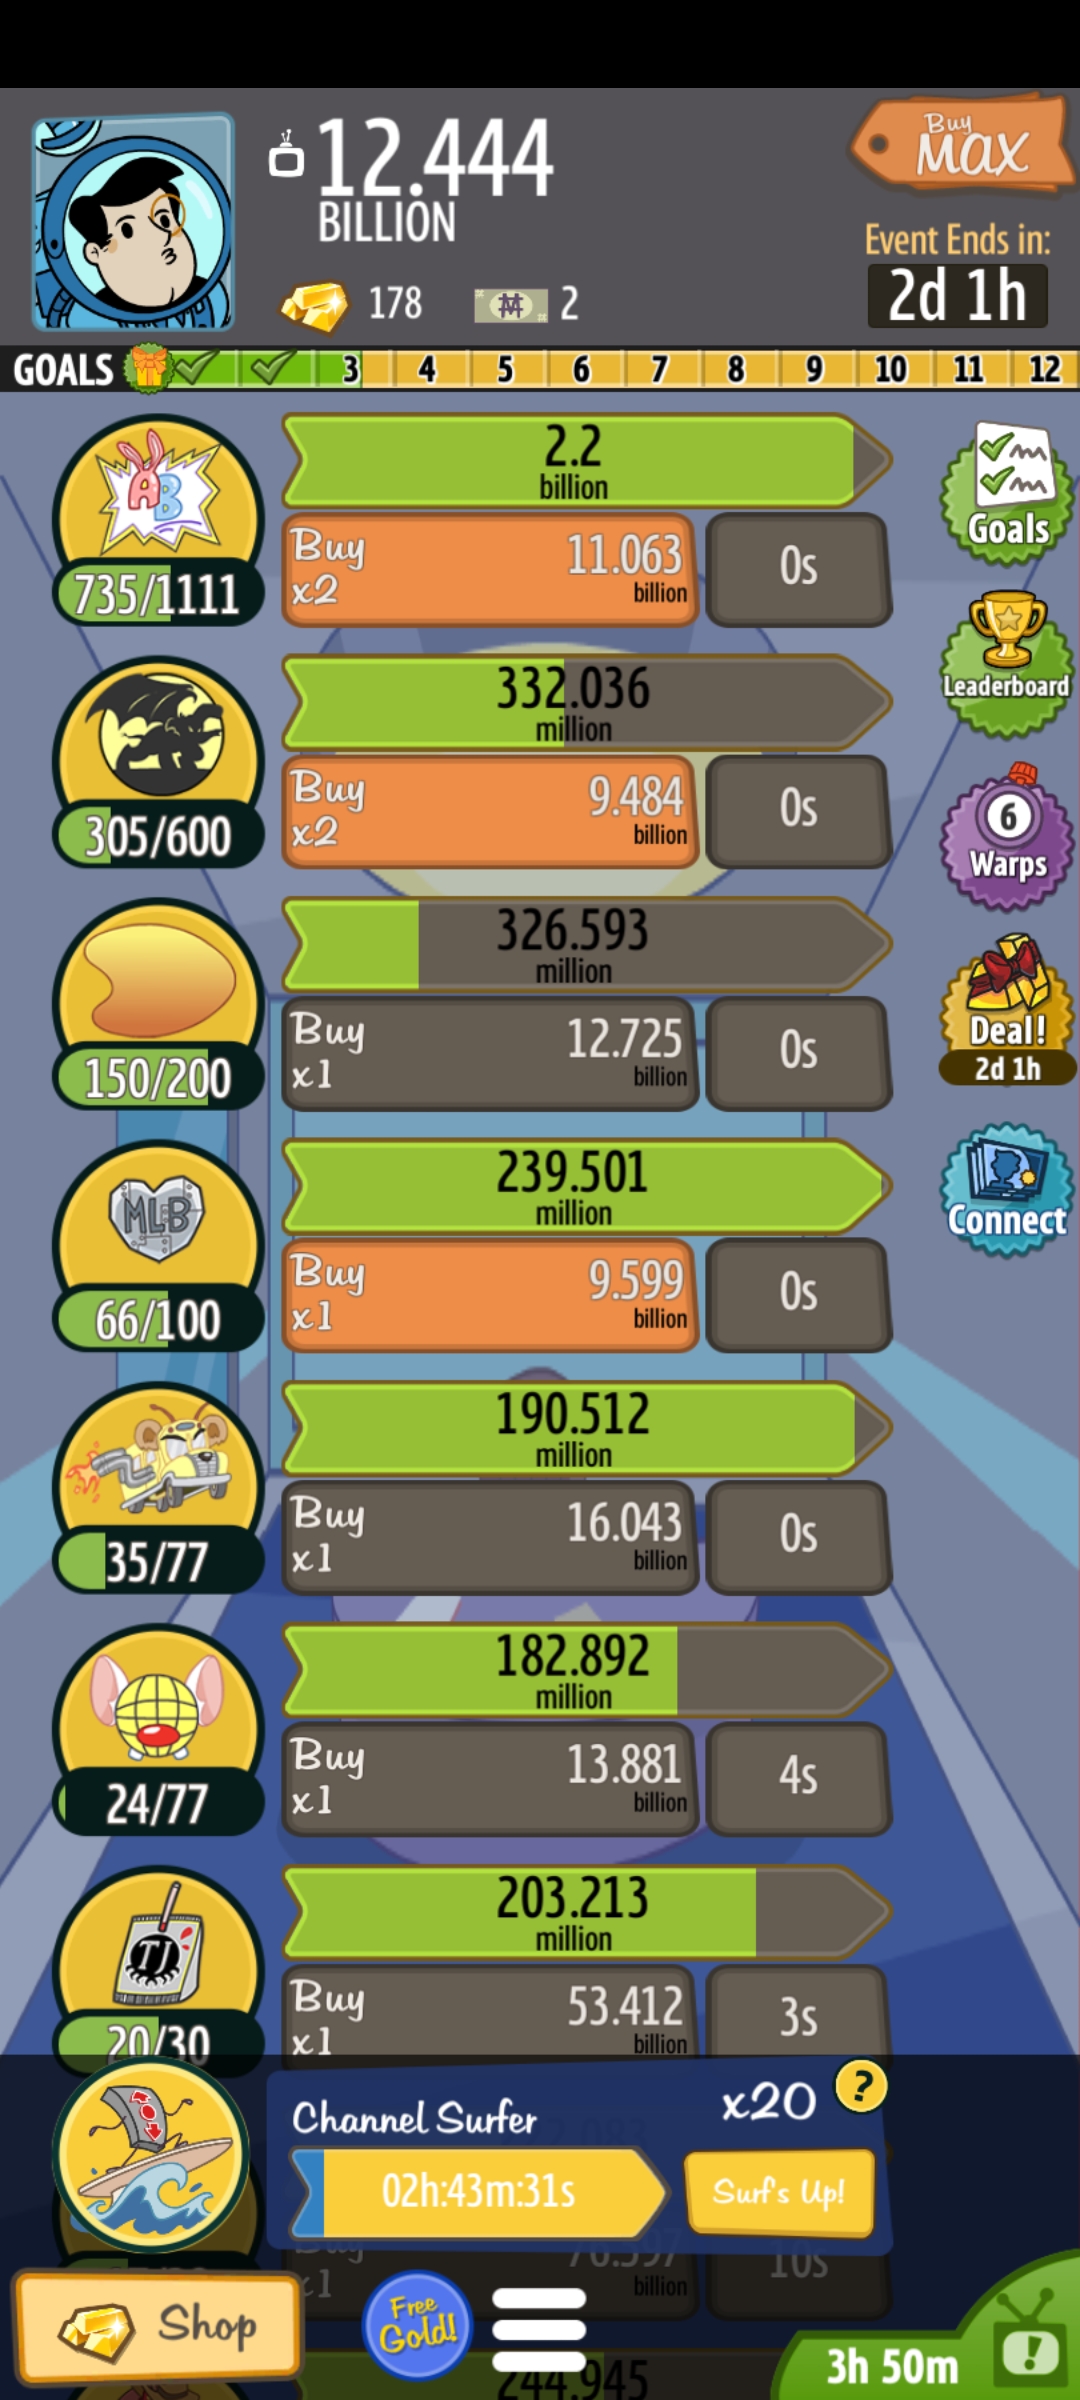 12.444
BILLION
Buy
MAX
Event Ends in:
2d 1h
178
2
GOALS
3 4 5 6 7 8 9 10 11 12
AB
2.2
billion
735/1111
Buy
x2
11.063
billion
0s
Goals
332.036
million
305/600
Buy
x2
9.484
billion
0s
Leaderboard
6
Warps
326.593
million
150/200
Buy
x1
12.725
billion
0s
Deal!
2d 1h
MLB
239.501
million
66/100
Buy
x1
9.599
billion
0s
Connect
190.512
million
35/77
Buy
x1
16.043
billion
0s
182.892
million
24/77
Buy
x1
13.881
billion
4s
TJ
203.213
million
20/30
Buy
x1
53.412
billion
3s
Channel Surfer
x20
?
02h:43m:31s
Surf's Up!
Buy
x1
76.597
billion
10s
Shop
Free
Gold!
244.945
3h 50m
!